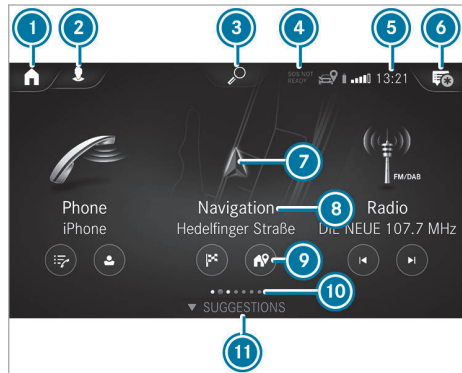 1 2 3 4 5 6
SOS NOT
READY
13:21
7
FM/DAB
Phone Navigation 8 Radio
iPhone Hedelfinger Straße DIE NEUE 107.7 MHz
9
10
▼ SUGGESTIONS
11